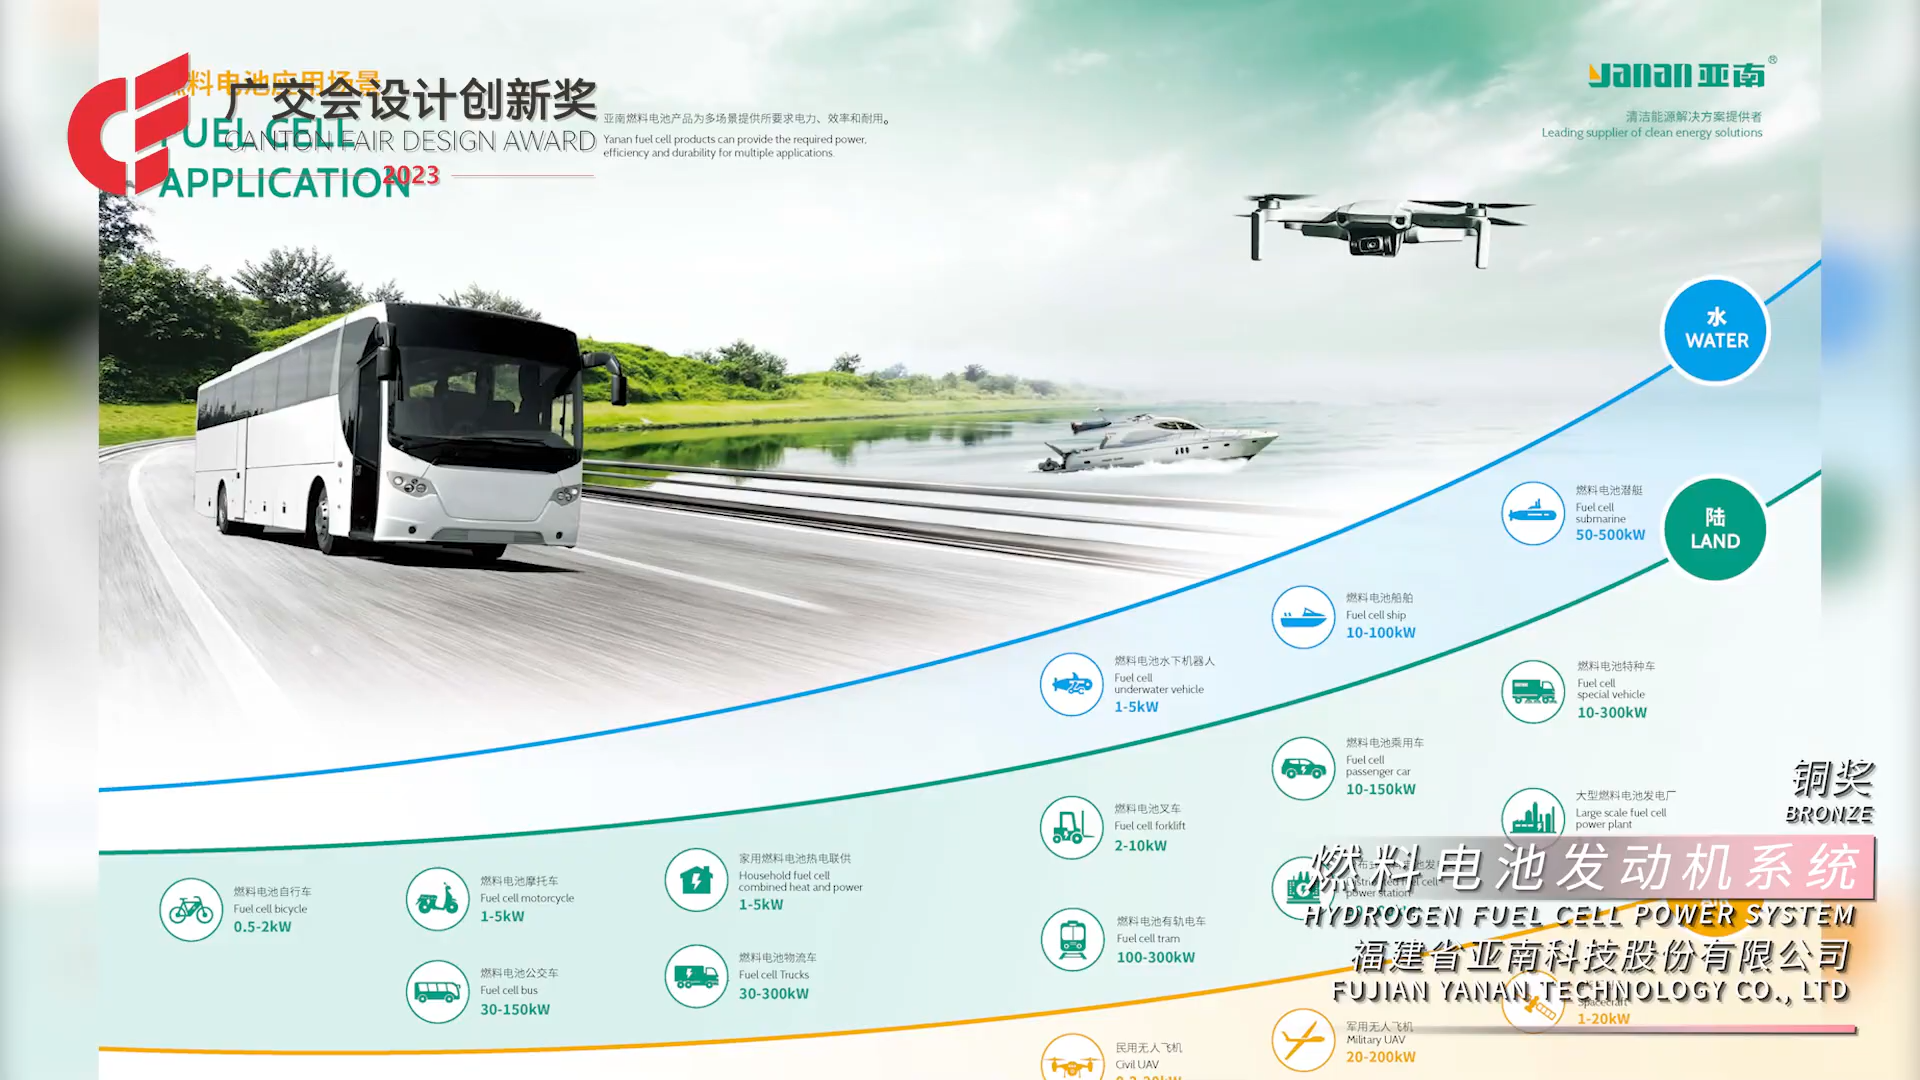 燃料电池应用场景
FUEL CELL
APPLICATION
广交会设计创新奖
CANTON FAIR DESIGN AWARD
2023
亚南燃料电池产品为多场景提供所要求电力、效率和耐用。
Yanan fuel cell products can provide the required power,
efficiency and durability for multiple applications.
Yanan 亚南®
清洁能源解决方案提供者
Leading supplier of clean energy solutions
水
WATER
陆
LAND
燃料电池潜艇
Fuel cell
submarine
50-500kW
燃料电池船舶
Fuel cell ship
10-100kW
燃料电池水下机器人
Fuel cell
underwater vehicle
1-5kW
燃料电池特种车
Fuel cell
special vehicle
10-300kW
燃料电池乘用车
Fuel cell
passenger car
10-150kW
大型燃料电池发电厂
Large scale fuel cell
power plant
燃料电池叉车
Fuel cell forklift
2-10kW
家用燃料电池热电联供
Household fuel cell
combined heat and power
1-5kW
燃料电池摩托车
Fuel cell motorcycle
1-5kW
燃料电池自行车
Fuel cell bicycle
0.5-2kW
燃料电池有轨电车
Fuel cell tram
100-300kW
燃料电池物流车
Fuel cell Trucks
30-300kW
燃料电池公交车
Fuel cell bus
30-150kW
power station
Spacecraft
1-20kW
军用无人飞机
Military UAV
20-200kW
民用无人飞机
Civil UAV
铜奖
BRONZE
燃料电池发动机系统
HYDROGEN FUEL CELL POWER SYSTEM
福建省亚南科技股份有限公司
FUJIAN YANAN TECHNOLOGY CO., LTD